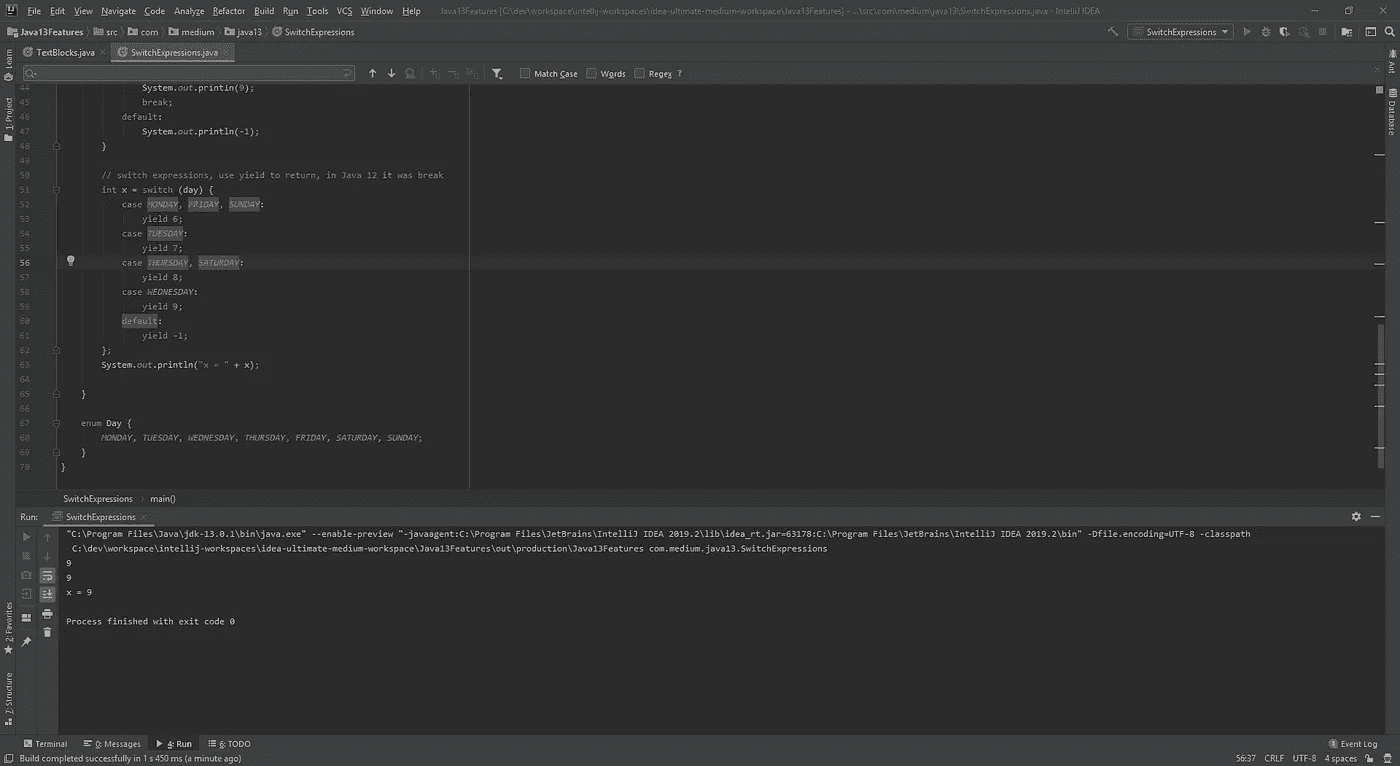 File Edit View Navigate Code Analyze Refactor Build Run Tools VCS Window Help Java13Features [C:\dev\workspace\intellij-workspaces\idea-ultimate-medium-workspace\Java13Features] - ...\src\com\medium\java13\SwitchExpressions.java - IntelliJ IDEA
Java13Features src com medium java13 SwitchExpressions SwitchExpressions
TextBlocks.java SwitchExpressions.java
Match Case Words Regex ?
44 System.out.println(9);
45 break;
46 default:
47 System.out.println(-1);
48 }
49
50 // switch expressions, use yield to return, in Java 12 it was break
51 int x = switch (day) {
52 case MONDAY, FRIDAY, SUNDAY:
53 yield 6;
54 case TUESDAY:
55 yield 7;
56 case THURSDAY, SATURDAY:
57 yield 8;
58 case WEDNESDAY:
59 yield 9;
60 default:
61 yield -1;
62 };
63 System.out.println("x = " + x);
64
65 }
66
67 enum Day {
68 MONDAY, TUESDAY, WEDNESDAY, THURSDAY, FRIDAY, SATURDAY, SUNDAY;
69 }
70 }
SwitchExpressions main()
Run: SwitchExpressions
"C:\Program Files\Java\jdk-13.0.1\bin\java.exe" --enable-preview "-javaagent:C:\Program Files\JetBrains\IntelliJ IDEA 2019.2\lib\idea_rt.jar=63178:C:\Program Files\JetBrains\IntelliJ IDEA 2019.2\bin" -Dfile.encoding=UTF-8 -classpath
C:\dev\workspace\intellij-workspaces\idea-ultimate-medium-workspace\Java13Features\out\production\Java13Features com.medium.java13.SwitchExpressions
9
9
x = 9
Process finished with exit code 0
Learn
1: Project
2: Favorites
7: Structure
Ant
Database
Terminal 0: Messages 4: Run 6: TODO Event Log
Build completed successfully in 1 s 450 ms (a minute ago) 56:37 CRLF UTF-8 4 spaces